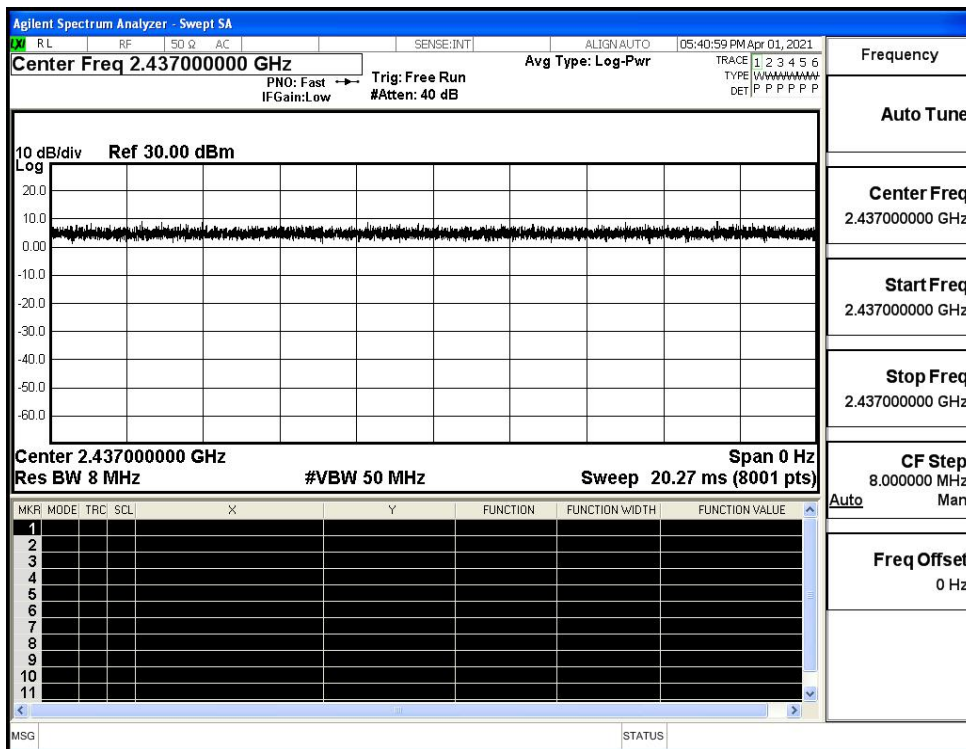 Agilent Spectrum Analyzer - Swept SA
LXI RL RF 50 Ω AC SENSE:INT ALIGN AUTO 05:40:59 PM Apr 01, 2021
Center Freq 2.437000000 GHz
PNO: Fast
IFGain:Low
Trig: Free Run
#Atten: 40 dB
Avg Type: Log-Pwr
TRACE 1 2 3 4 5 6
TYPE WWWWWW
DET P P P P P P
10 dB/div Ref 30.00 dBm
Log
20.0
10.0
0.00
-10.0
-20.0
-30.0
-40.0
-50.0
-60.0
Center 2.437000000 GHz Span 0 Hz
Res BW 8 MHz #VBW 50 MHz Sweep 20.27 ms (8001 pts)
MKR MODE TRC SCL X Y FUNCTION FUNCTION WIDTH FUNCTION VALUE
1
2
3
4
5
6
7
8
9
10
11
MSG STATUS
Frequency
Auto Tune
Center Freq
2.437000000 GHz
Start Freq
2.437000000 GHz
Stop Freq
2.437000000 GHz
CF Step
8.000000 MHz
Auto Man
Freq Offset
0 Hz